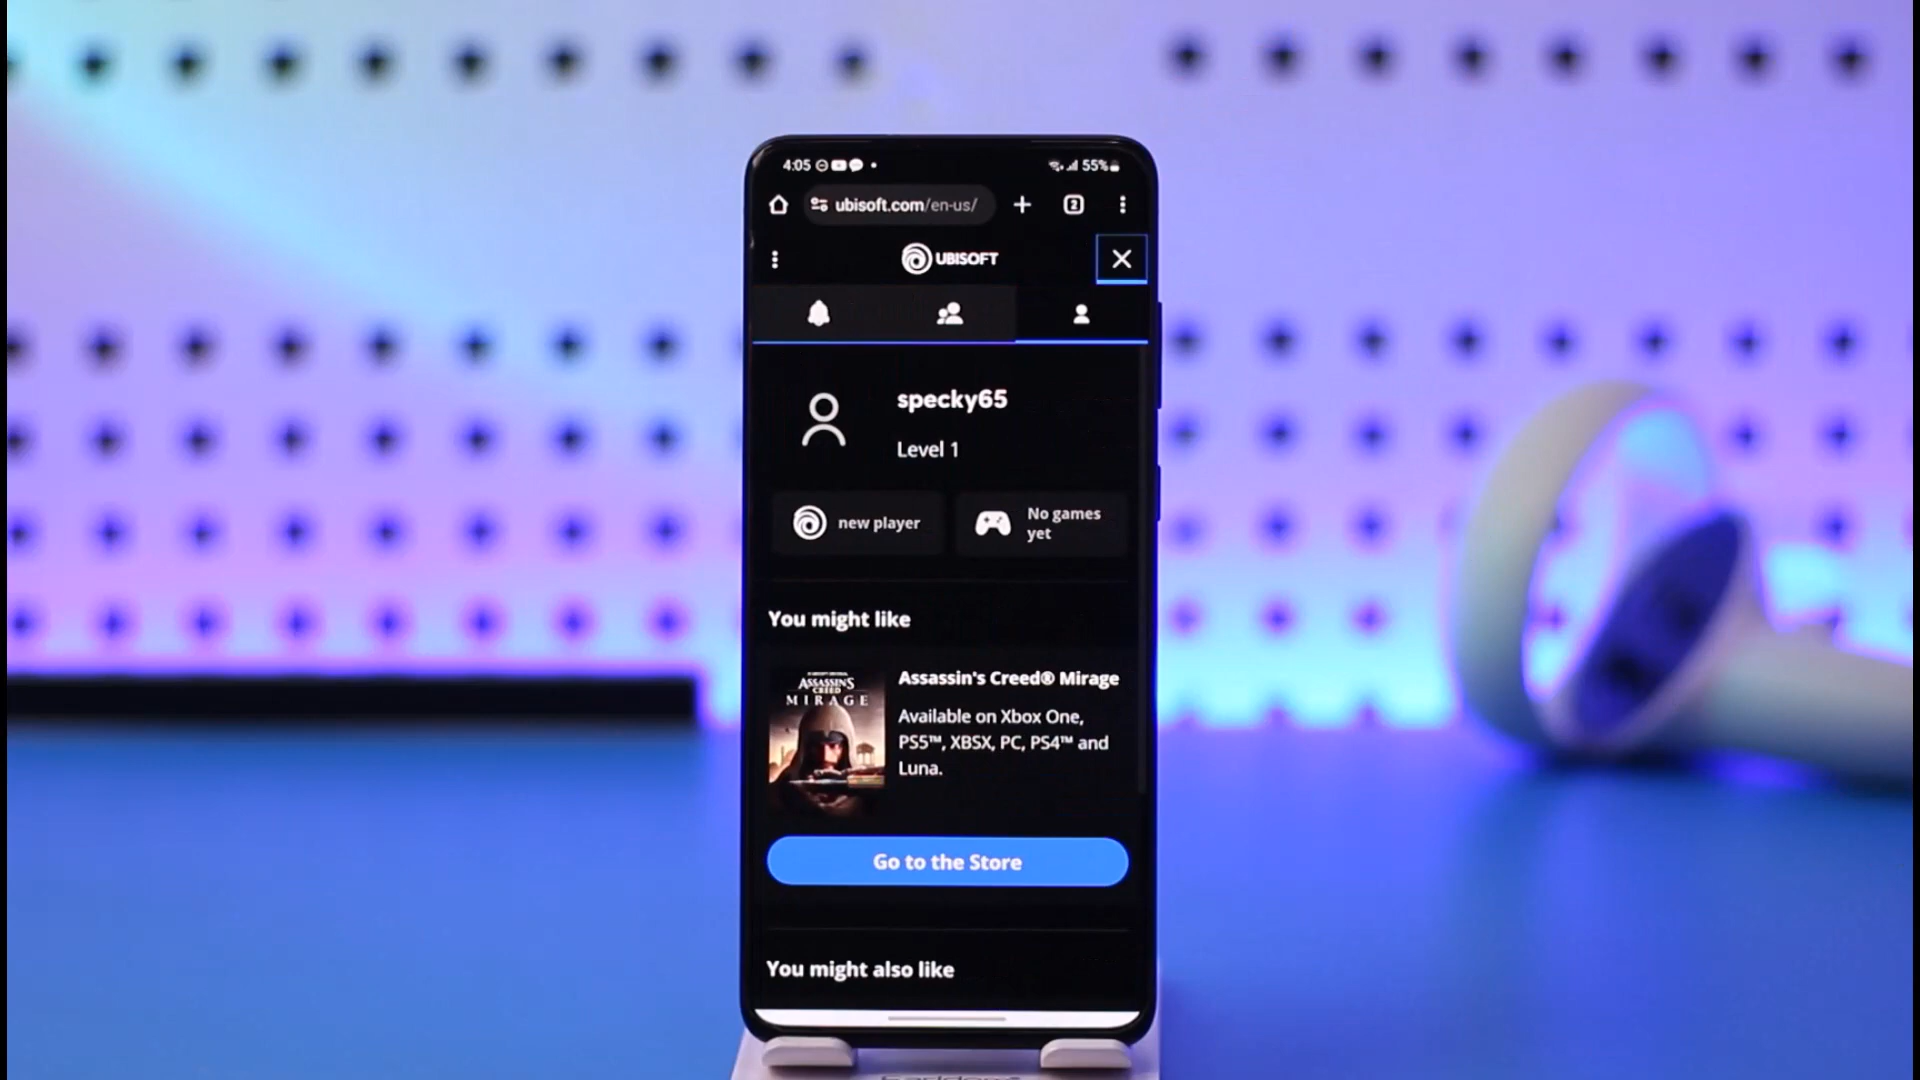 4:05
55%
ubisoft.com/en-us/
2
UBISOFT
specky65
Level 1
new player
No games
yet
You might like
ASSASSIN'S
CREED
MIRAGE
Assassin's Creed® Mirage
Available on Xbox One,
PS5™, XBSX, PC, PS4™ and
Luna.
Go to the Store
You might also like